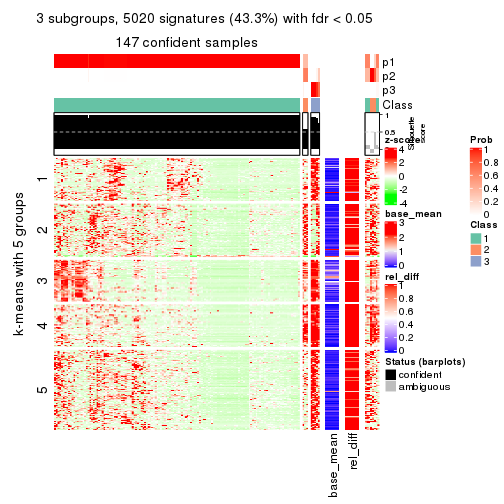 3 subgroups, 5020 signatures (43.3%) with fdr < 0.05
147 confident samples
p1
p2
p3
Class
1
0.5
0
Silhouette
score
k-means with 5 groups
1
2
3
4
5
base_mean
rel_diff
z-score
4
2
0
-2
-4
base_mean
3
2
1
0
rel_diff
1
0.8
0.6
0.4
0.2
0
Status (barplots)
confident
ambiguous
Prob
1
0.8
0.6
0.4
0.2
0
Class
1
2
3